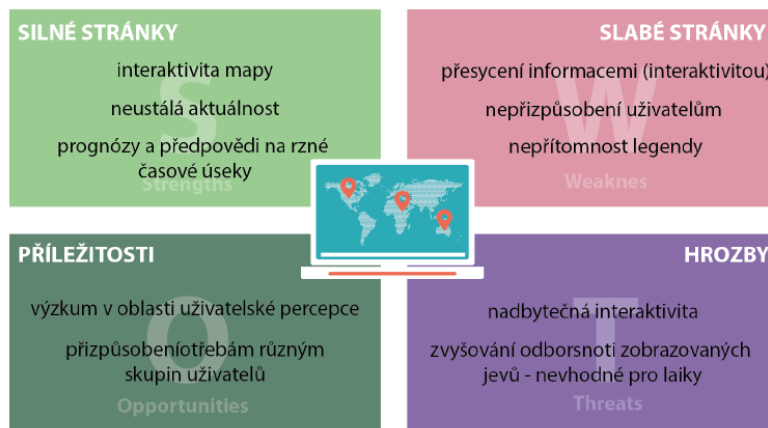 SILNÉ STRÁNKY
interaktivita mapy
neustálá aktuálnost
prognózy a předpovědi na rzné
časové úseky
S
Strengths
SLABÉ STRÁNKY
přesycení informacemi (interaktivitou)
nepřizpůsobení uživatelům
nepřítomnost legendy
W
Weaknes
PŘÍLEŽITOSTI
výzkum v oblasti uživatelské percepce
přizpůsobeníotřebám různým
skupin uživatelů
O
Opportunities
HROZBY
nadbytečná interaktivita
zvyšování odborsnoti zobrazovaných
jevů - nevhodné pro laiky
T
Threats